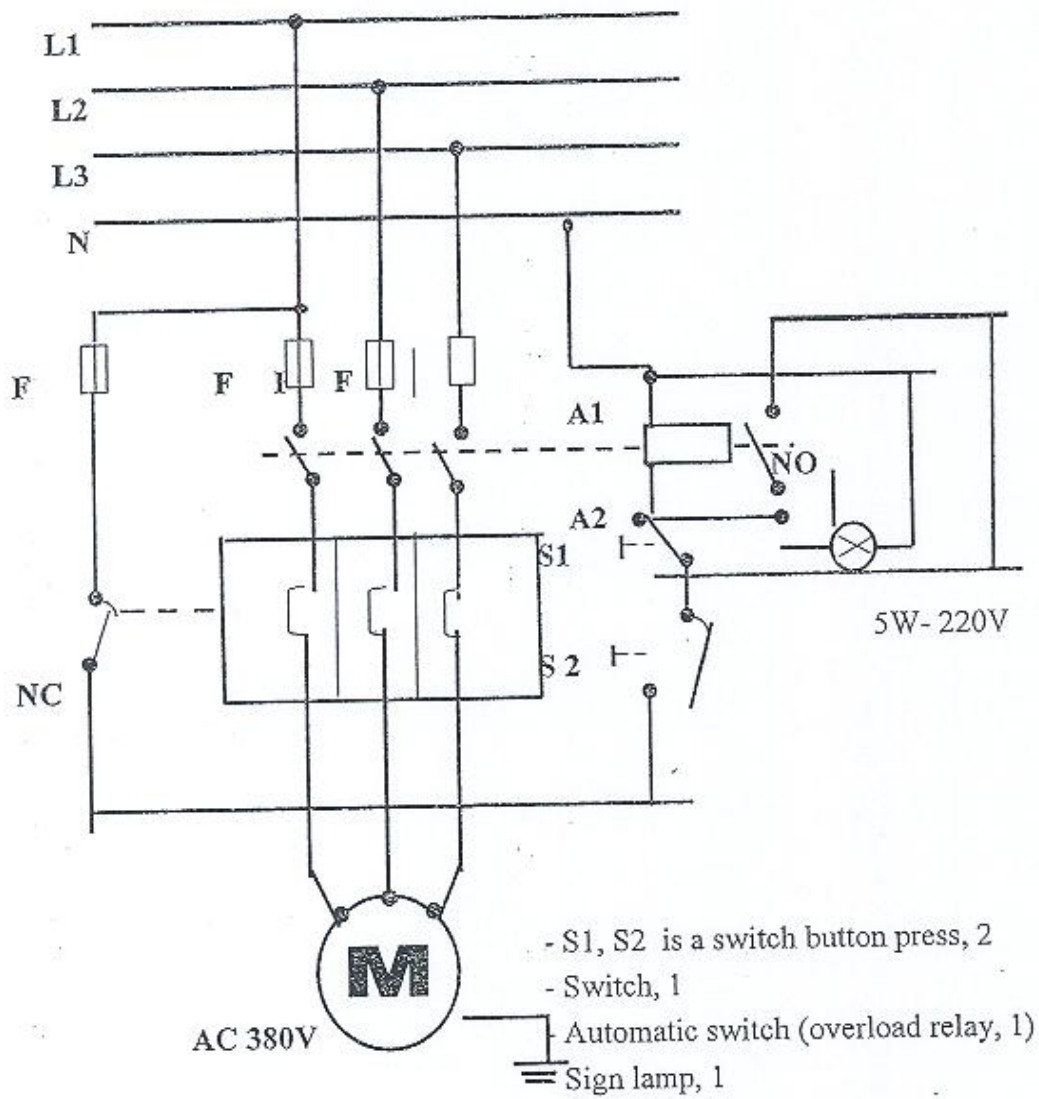 L1
L2
L3
N
F
F
F
A1
NO
A2
S1
5W- 220V
S 2
NC
M
- S1, S2 is a switch button press, 2
- Switch, 1
AC 380V
- Automatic switch (overload relay, 1)
Sign lamp, 1